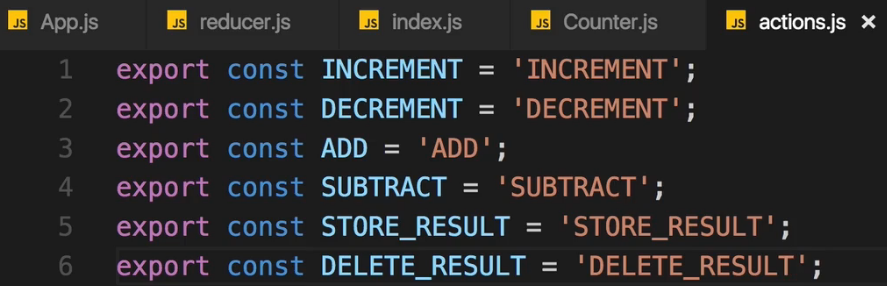 JS App.js JS reducer.js JS index.js JS Counter.js JS actions.js ×
1 export const INCREMENT = 'INCREMENT';
2 export const DECREMENT = 'DECREMENT';
3 export const ADD = 'ADD';
4 export const SUBTRACT = 'SUBTRACT';
5 export const STORE_RESULT = 'STORE_RESULT';
6 export const DELETE_RESULT = 'DELETE_RESULT';